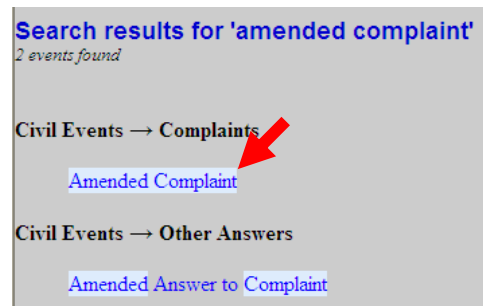 Search results for 'amended complaint'
2 events found
Civil Events → Complaints
Amended Complaint
Civil Events → Other Answers
Amended Answer to Complaint